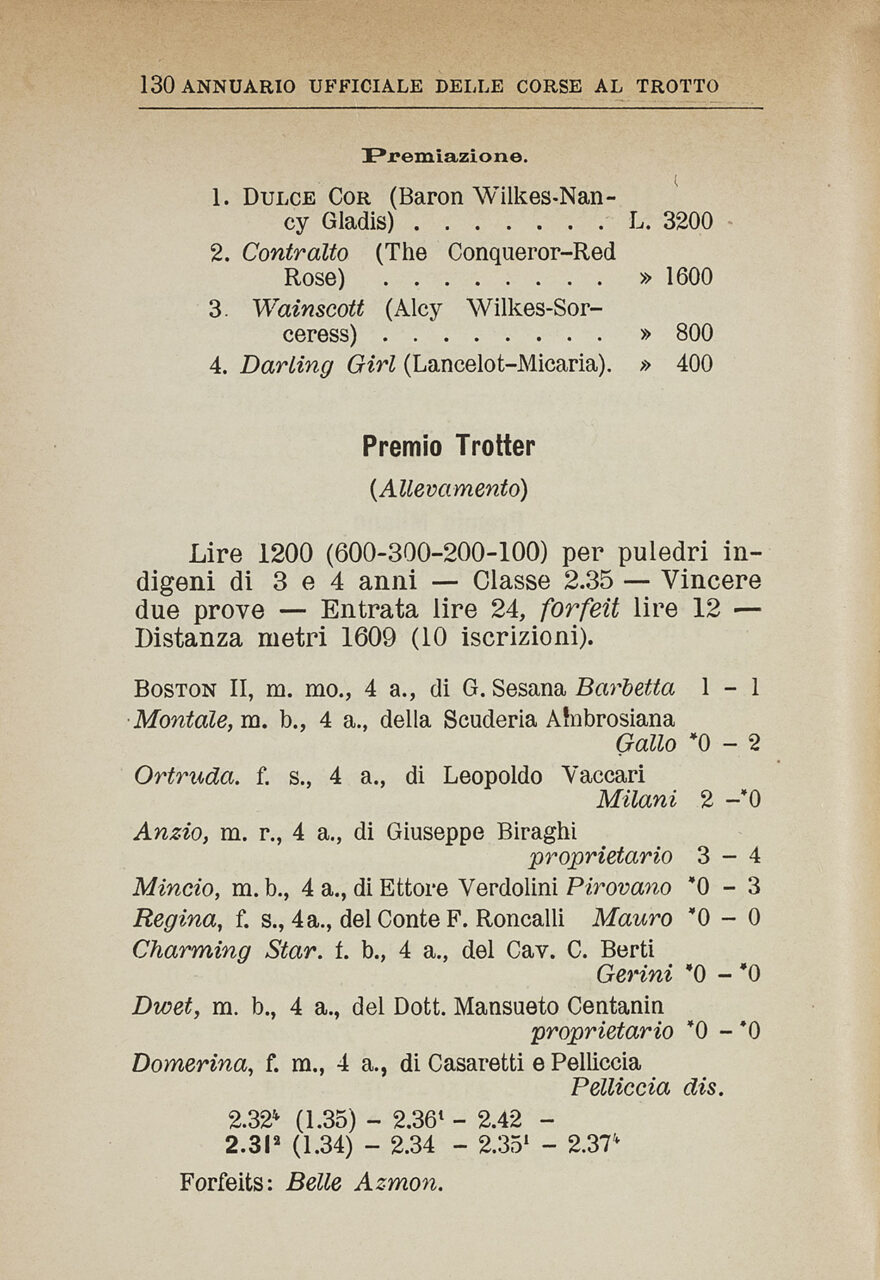 130 ANNUARIO UFFICIALE DELLE CORSE AL TROTTO
Premiazione.
1. DULCE COR (Baron Wilkes-Nan-
cy Gladis) . . . . . . . L. 3200
2. Contralto (The Conqueror-Red
Rose) . . . . . . . . . » 1600
3. Wainscott (Alcy Wilkes-Sor-
ceress) . . . . . . . . » 800
4. Darling Girl (Lancelot-Micaria). » 400
Premio Trotter
(Allevamento)
Lire 1200 (600-300-200-100) per puledri in-
digeni di 3 e 4 anni — Classe 2.35 — Vincere
due prove — Entrata lire 24, forfeit lire 12 —
Distanza metri 1609 (10 iscrizioni).
BOSTON II, m. mo., 4 a., di G. Sesana Barbetta 1 - 1
Montale, m. b., 4 a., della Scuderia Ambrosiana
Gallo *0 - 2
Ortruda. f. s., 4 a., di Leopoldo Vaccari
Milani 2 -*0
Anzio, m. r., 4 a., di Giuseppe Biraghi
proprietario 3 - 4
Mincio, m. b., 4 a., di Ettore Verdolini Pirovano *0 - 3
Regina, f. s., 4 a., del Conte F. Roncalli Mauro *0 - 0
Charming Star. f. b., 4 a., del Cav. C. Berti
Gerini *0 - *0
Dwet, m. b., 4 a., del Dott. Mansueto Centanin
proprietario *0 - *0
Domerina, f. m., 4 a., di Casaretti e Pelliccia
Pelliccia dis.
2.32⁴ (1.35) - 2.36¹ - 2.42 -
2.31² (1.34) - 2.34 - 2.35¹ - 2.37⁴
Forfeits: Belle Azmon.